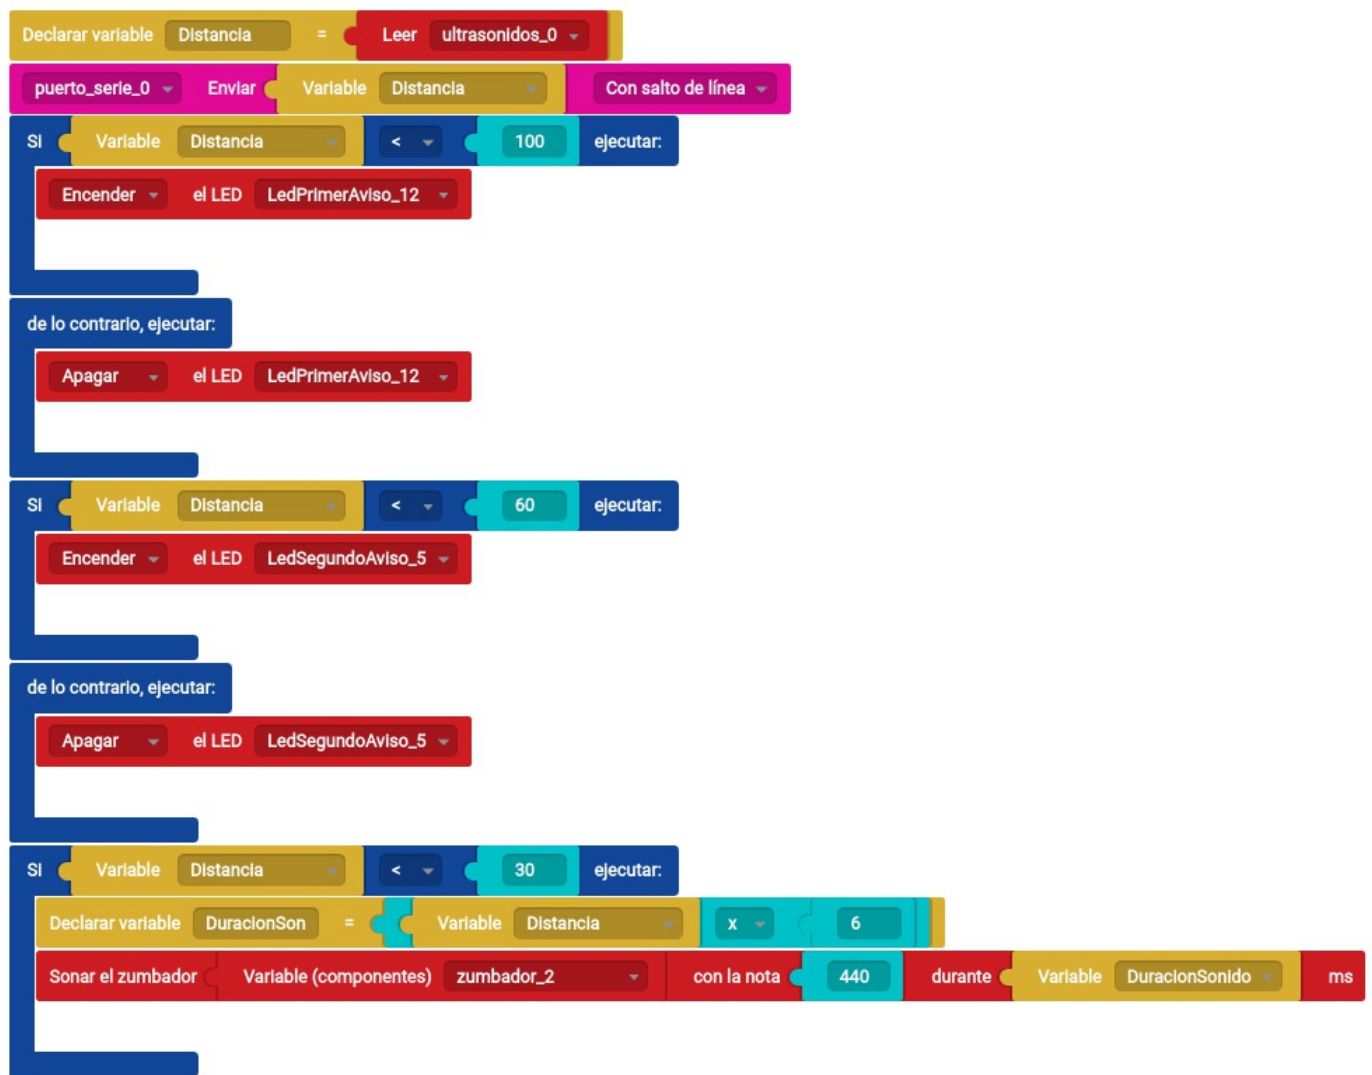 Declarar variable Distancia = Leer ultrasonidos_0
puerto_serie_0 Enviar Variable Distancia Con salto de línea
Si Variable Distancia < 100 ejecutar:
Encender el LED LedPrimerAviso_12
de lo contrario, ejecutar:
Apagar el LED LedPrimerAviso_12
Si Variable Distancia < 60 ejecutar:
Encender el LED LedSegundoAviso_5
de lo contrario, ejecutar:
Apagar el LED LedSegundoAviso_5
Si Variable Distancia < 30 ejecutar:
Declarar variable DuracionSon = Variable Distancia x 6
Sonar el zumbador Variable (componentes) zumbador_2 con la nota 440 durante Variable DuracionSonido ms